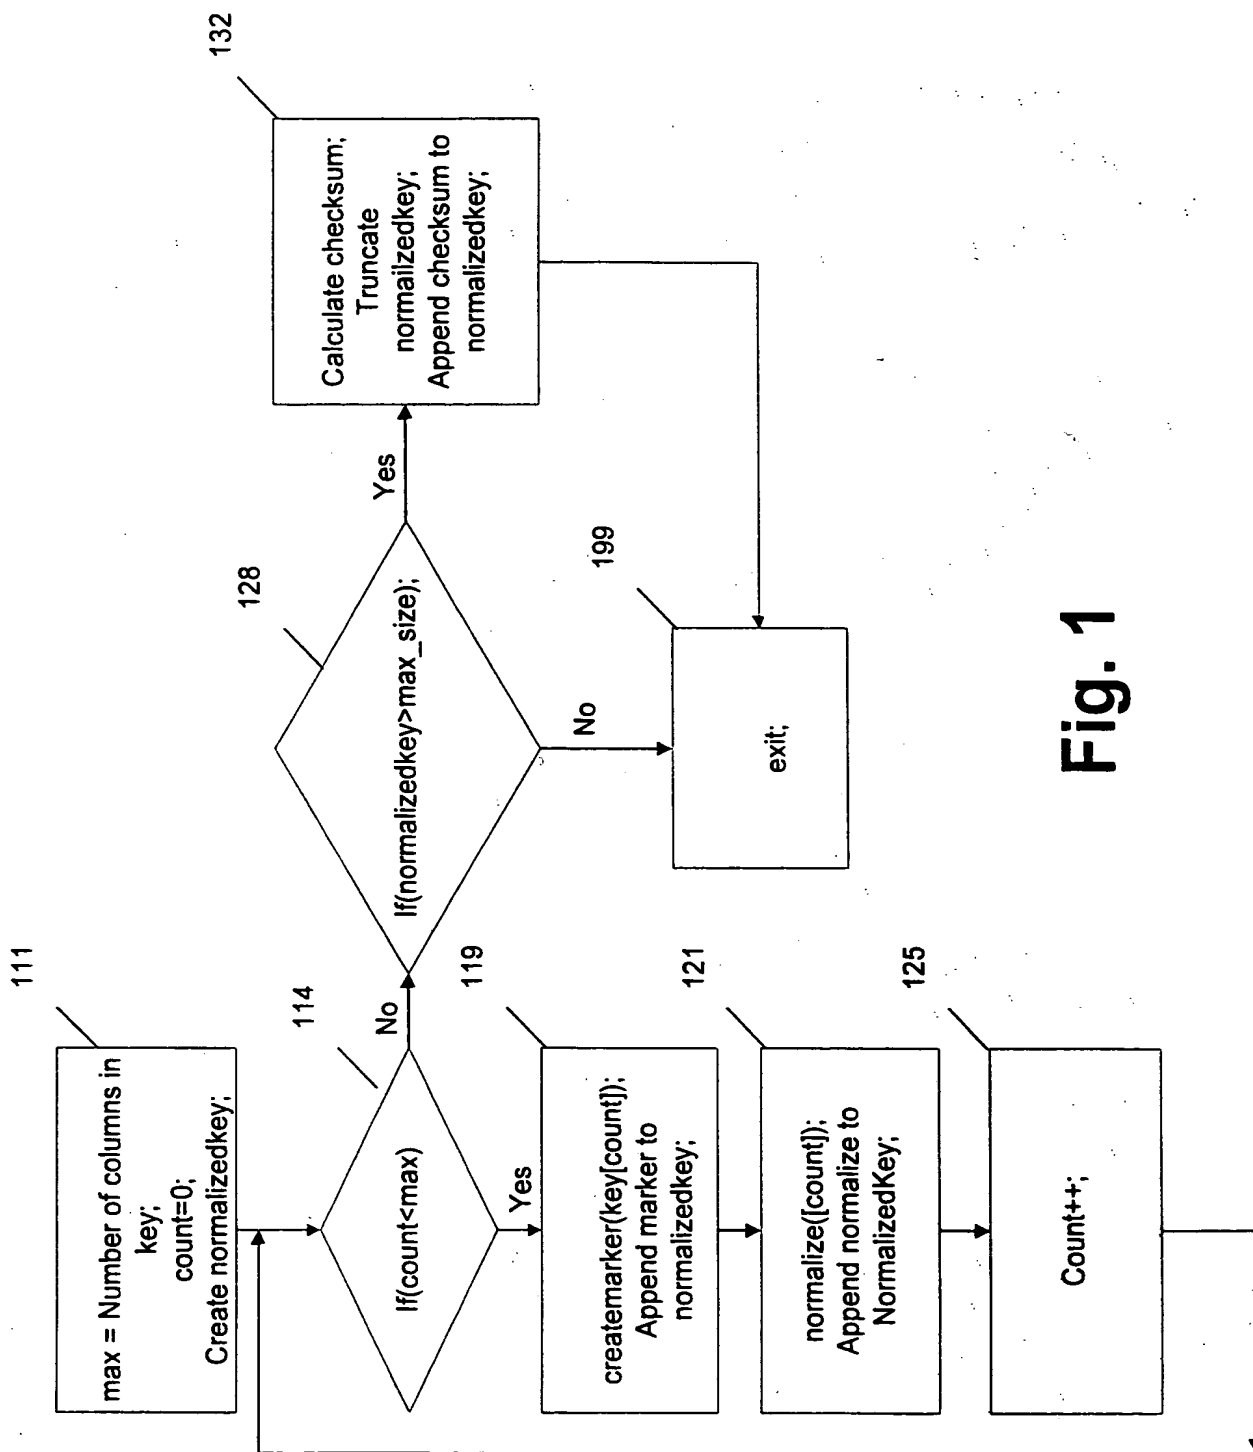 111
max = Number of columns in
key;
count=0;
Create normalizedkey;
114
If(count<max)
No
Yes
119
createmarker(key[count]);
Append marker to
normalizedkey;
121
normalize([count]);
Append normalize to
NormalizedKey;
125
Count++;
128
If(normalizedkey>max_size);
Yes
No
132
Calculate checksum;
Truncate
normailzedkey;
Append checksum to
normalizedkey;
199
exit;
Fig. 1